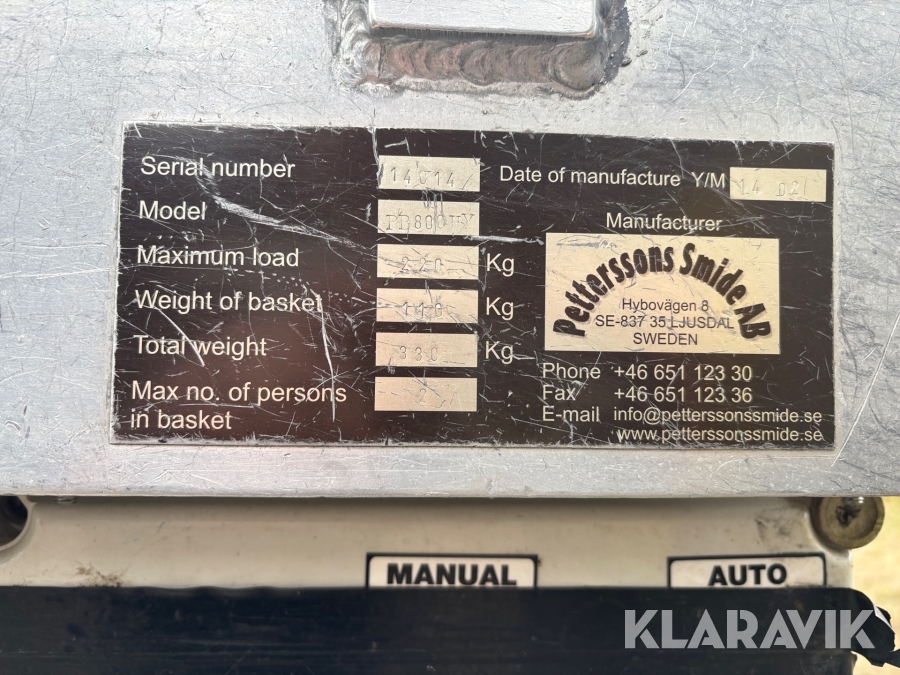 Serial number 14014 Date of manufacture Y/M 14 02
Model
Manufacturer
Maximum load 220 Kg
Weight of basket 110 Kg
Total weight 330 Kg
Max no. of persons
in basket 2
Petterssons Smide AB
Hybovägen 8
SE-837 35 LJUSDAL
SWEDEN
Phone +46 651 123 30
Fax +46 651 123 36
E-mail info@petterssonssmide.se
www.petterssonssmide.se
MANUAL AUTO
KLARAVIK